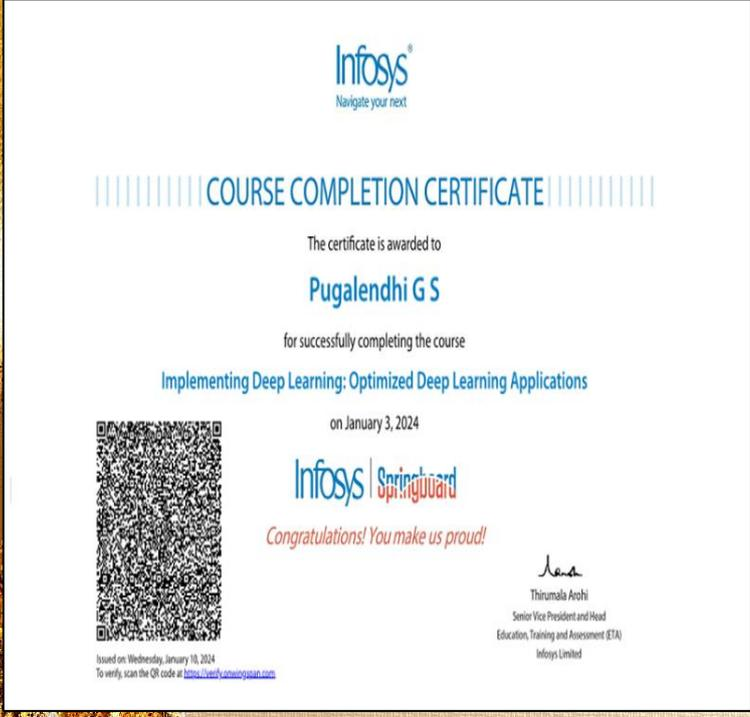 Infosys®
Navigate your next
COURSE COMPLETION CERTIFICATE
The certificate is awarded to
Pugalendhi G S
for successfully completing the course
Implementing Deep Learning: Optimized Deep Learning Applications
on January 3, 2024
Infosys | Springboard
Congratulations! You make us proud!
Thirumala Arohi
Senior Vice President and Head
Education, Training and Assessment (ETA)
Infosys Limited
Issued on: Wednesday, January 10, 2024
To verify, scan the QR code at https://verify.onwingspan.com